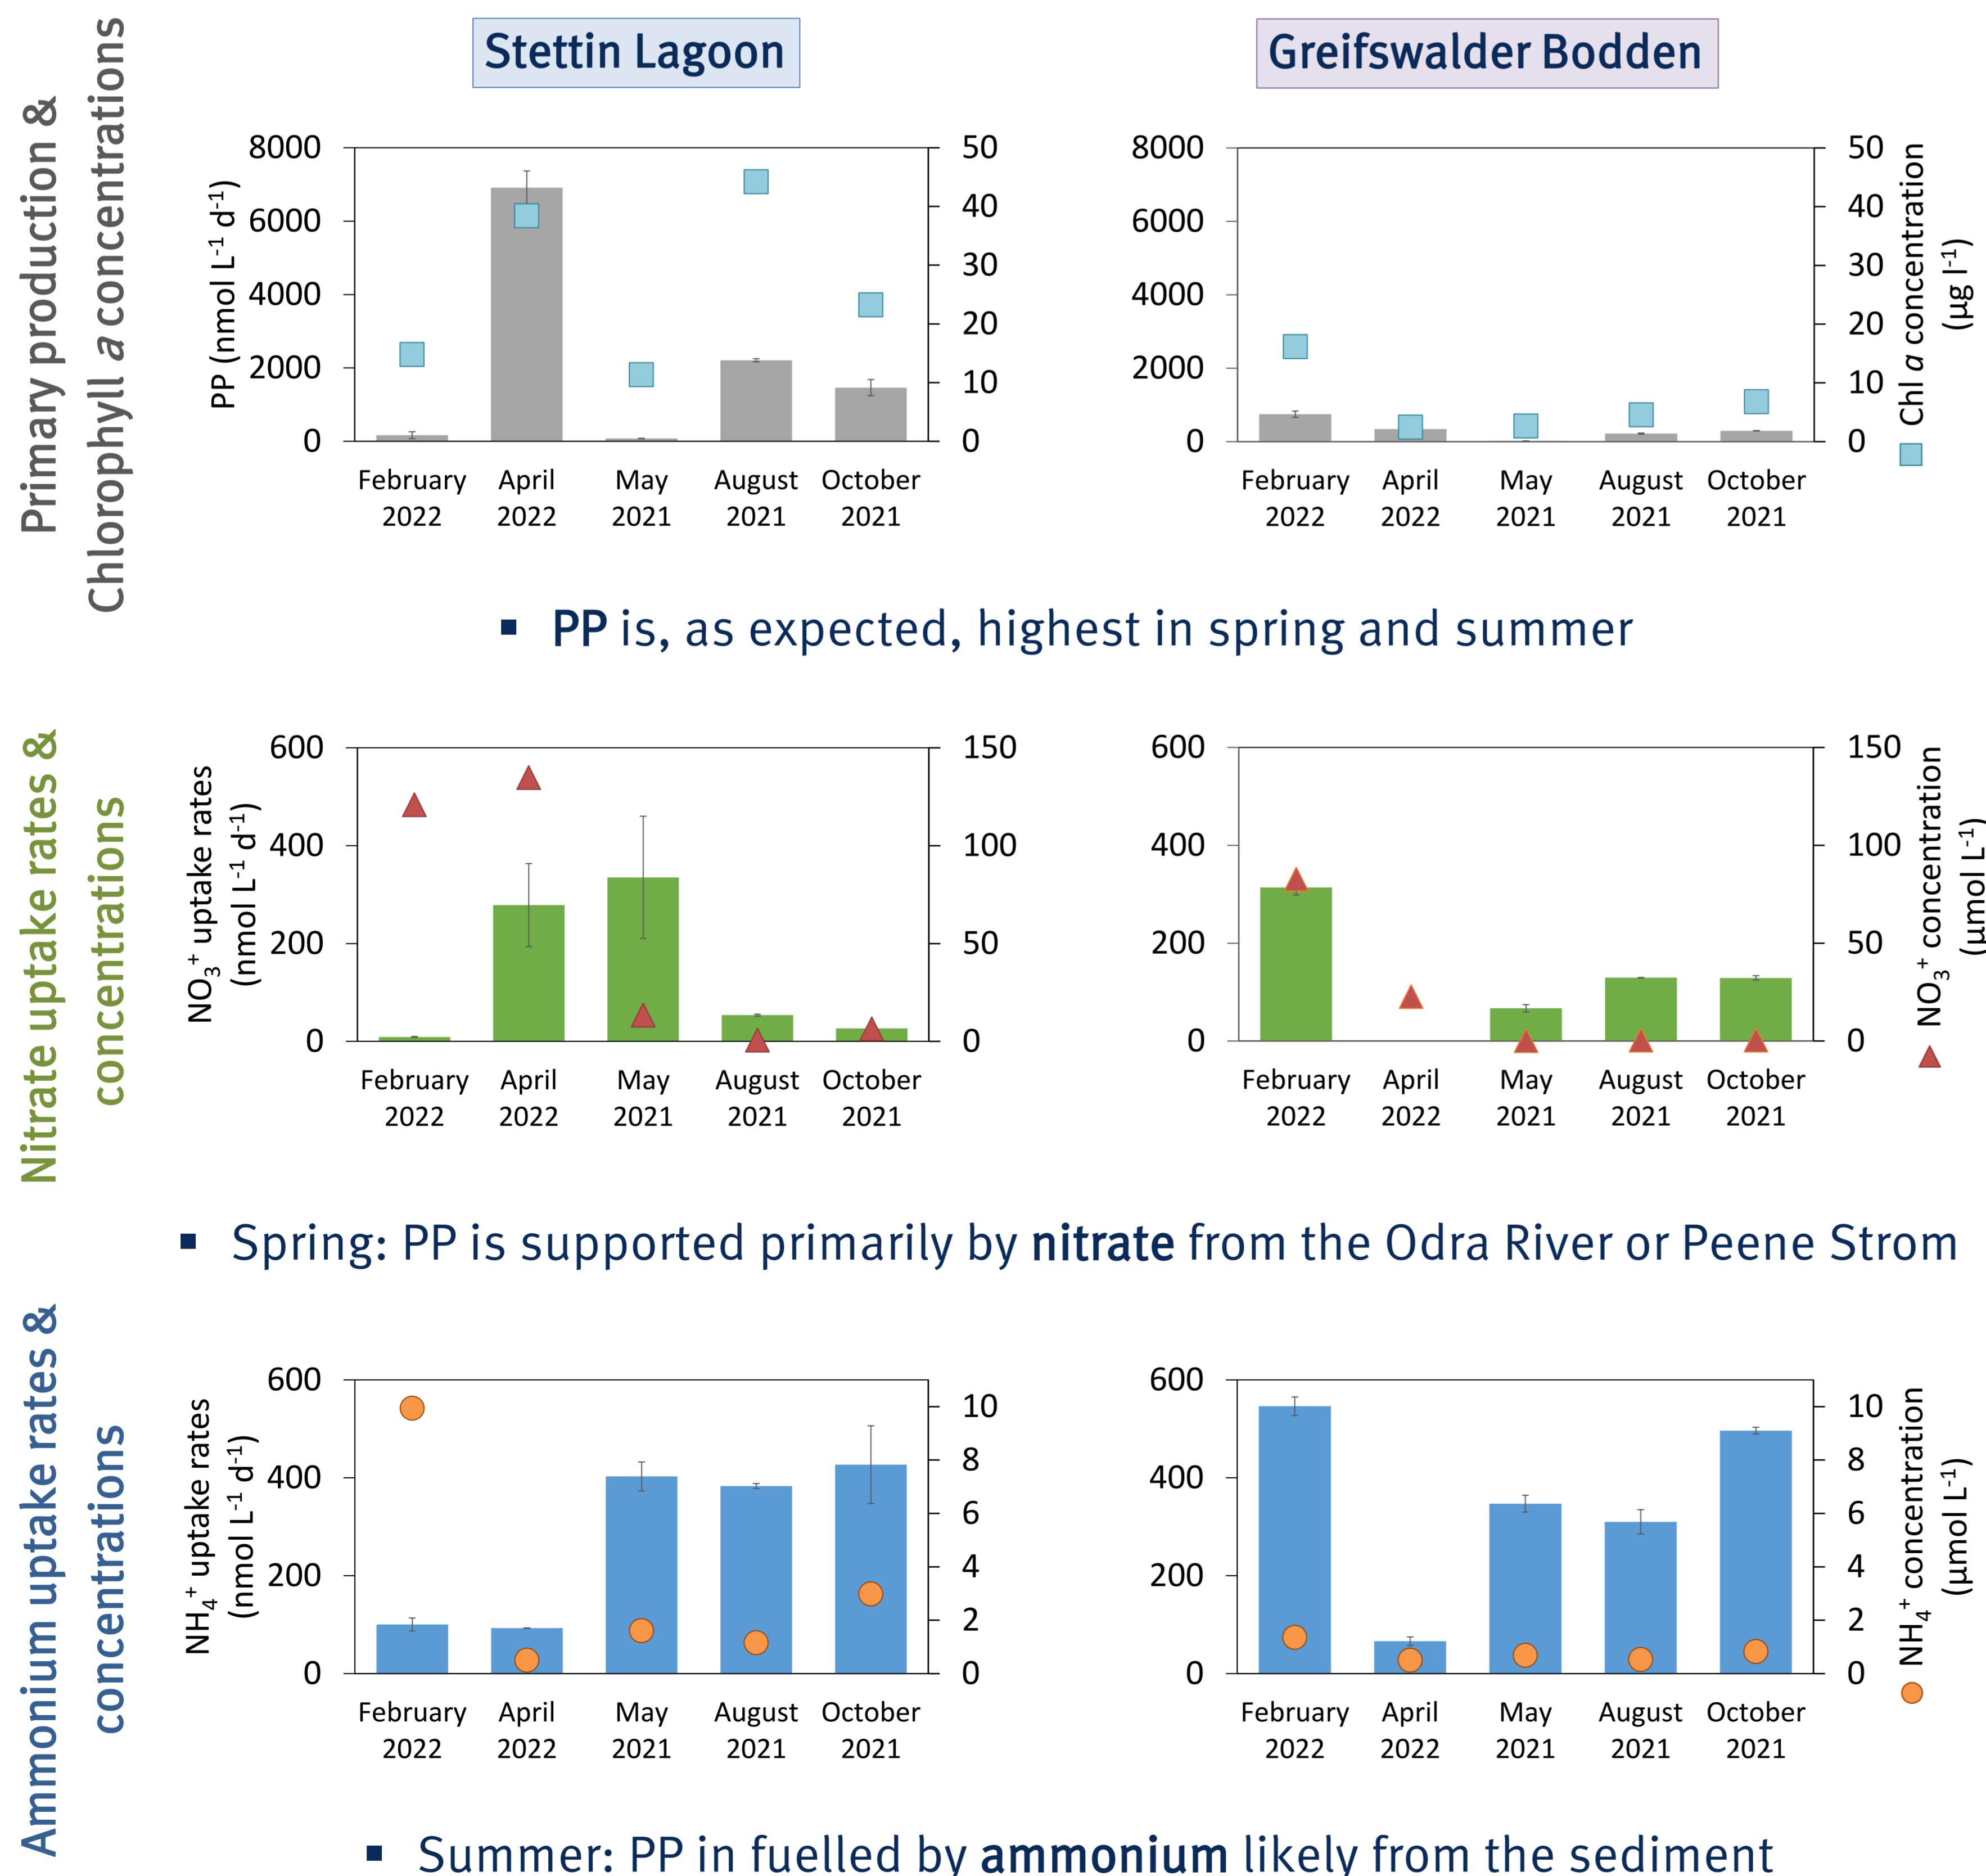 Primary production &
Chlorophyll a concentrations
Stettin Lagoon
Greifswalder Bodden
PP (nmol L⁻¹ d⁻¹)
8000
6000
4000
2000
0
50
40
30
20
10
0
February
2022
April
2022
May
2021
August
2021
October
2021
8000
6000
4000
2000
0
50
40
30
20
10
0
Chl a concentration
(µg l⁻¹)
February
2022
April
2022
May
2021
August
2021
October
2021
▪ PP is, as expected, highest in spring and summer
Nitrate uptake rates &
concentrations
NO₃⁺ uptake rates
(nmol L⁻¹ d⁻¹)
600
400
200
0
150
100
50
0
February
2022
April
2022
May
2021
August
2021
October
2021
600
400
200
0
150
100
50
0
NO₃⁺ concentration
(µmol L⁻¹)
February
2022
April
2022
May
2021
August
2021
October
2021
▪ Spring: PP is supported primarily by nitrate from the Odra River or Peene Strom
Ammonium uptake rates &
concentrations
NH₄⁺ uptake rates
(nmol L⁻¹ d⁻¹)
600
400
200
0
10
8
6
4
2
0
February
2022
April
2022
May
2021
August
2021
October
2021
600
400
200
0
10
8
6
4
2
0
NH₄⁺ concentration
(µmol L⁻¹)
February
2022
April
2022
May
2021
August
2021
October
2021
▪ Summer: PP in fuelled by ammonium likely from the sediment